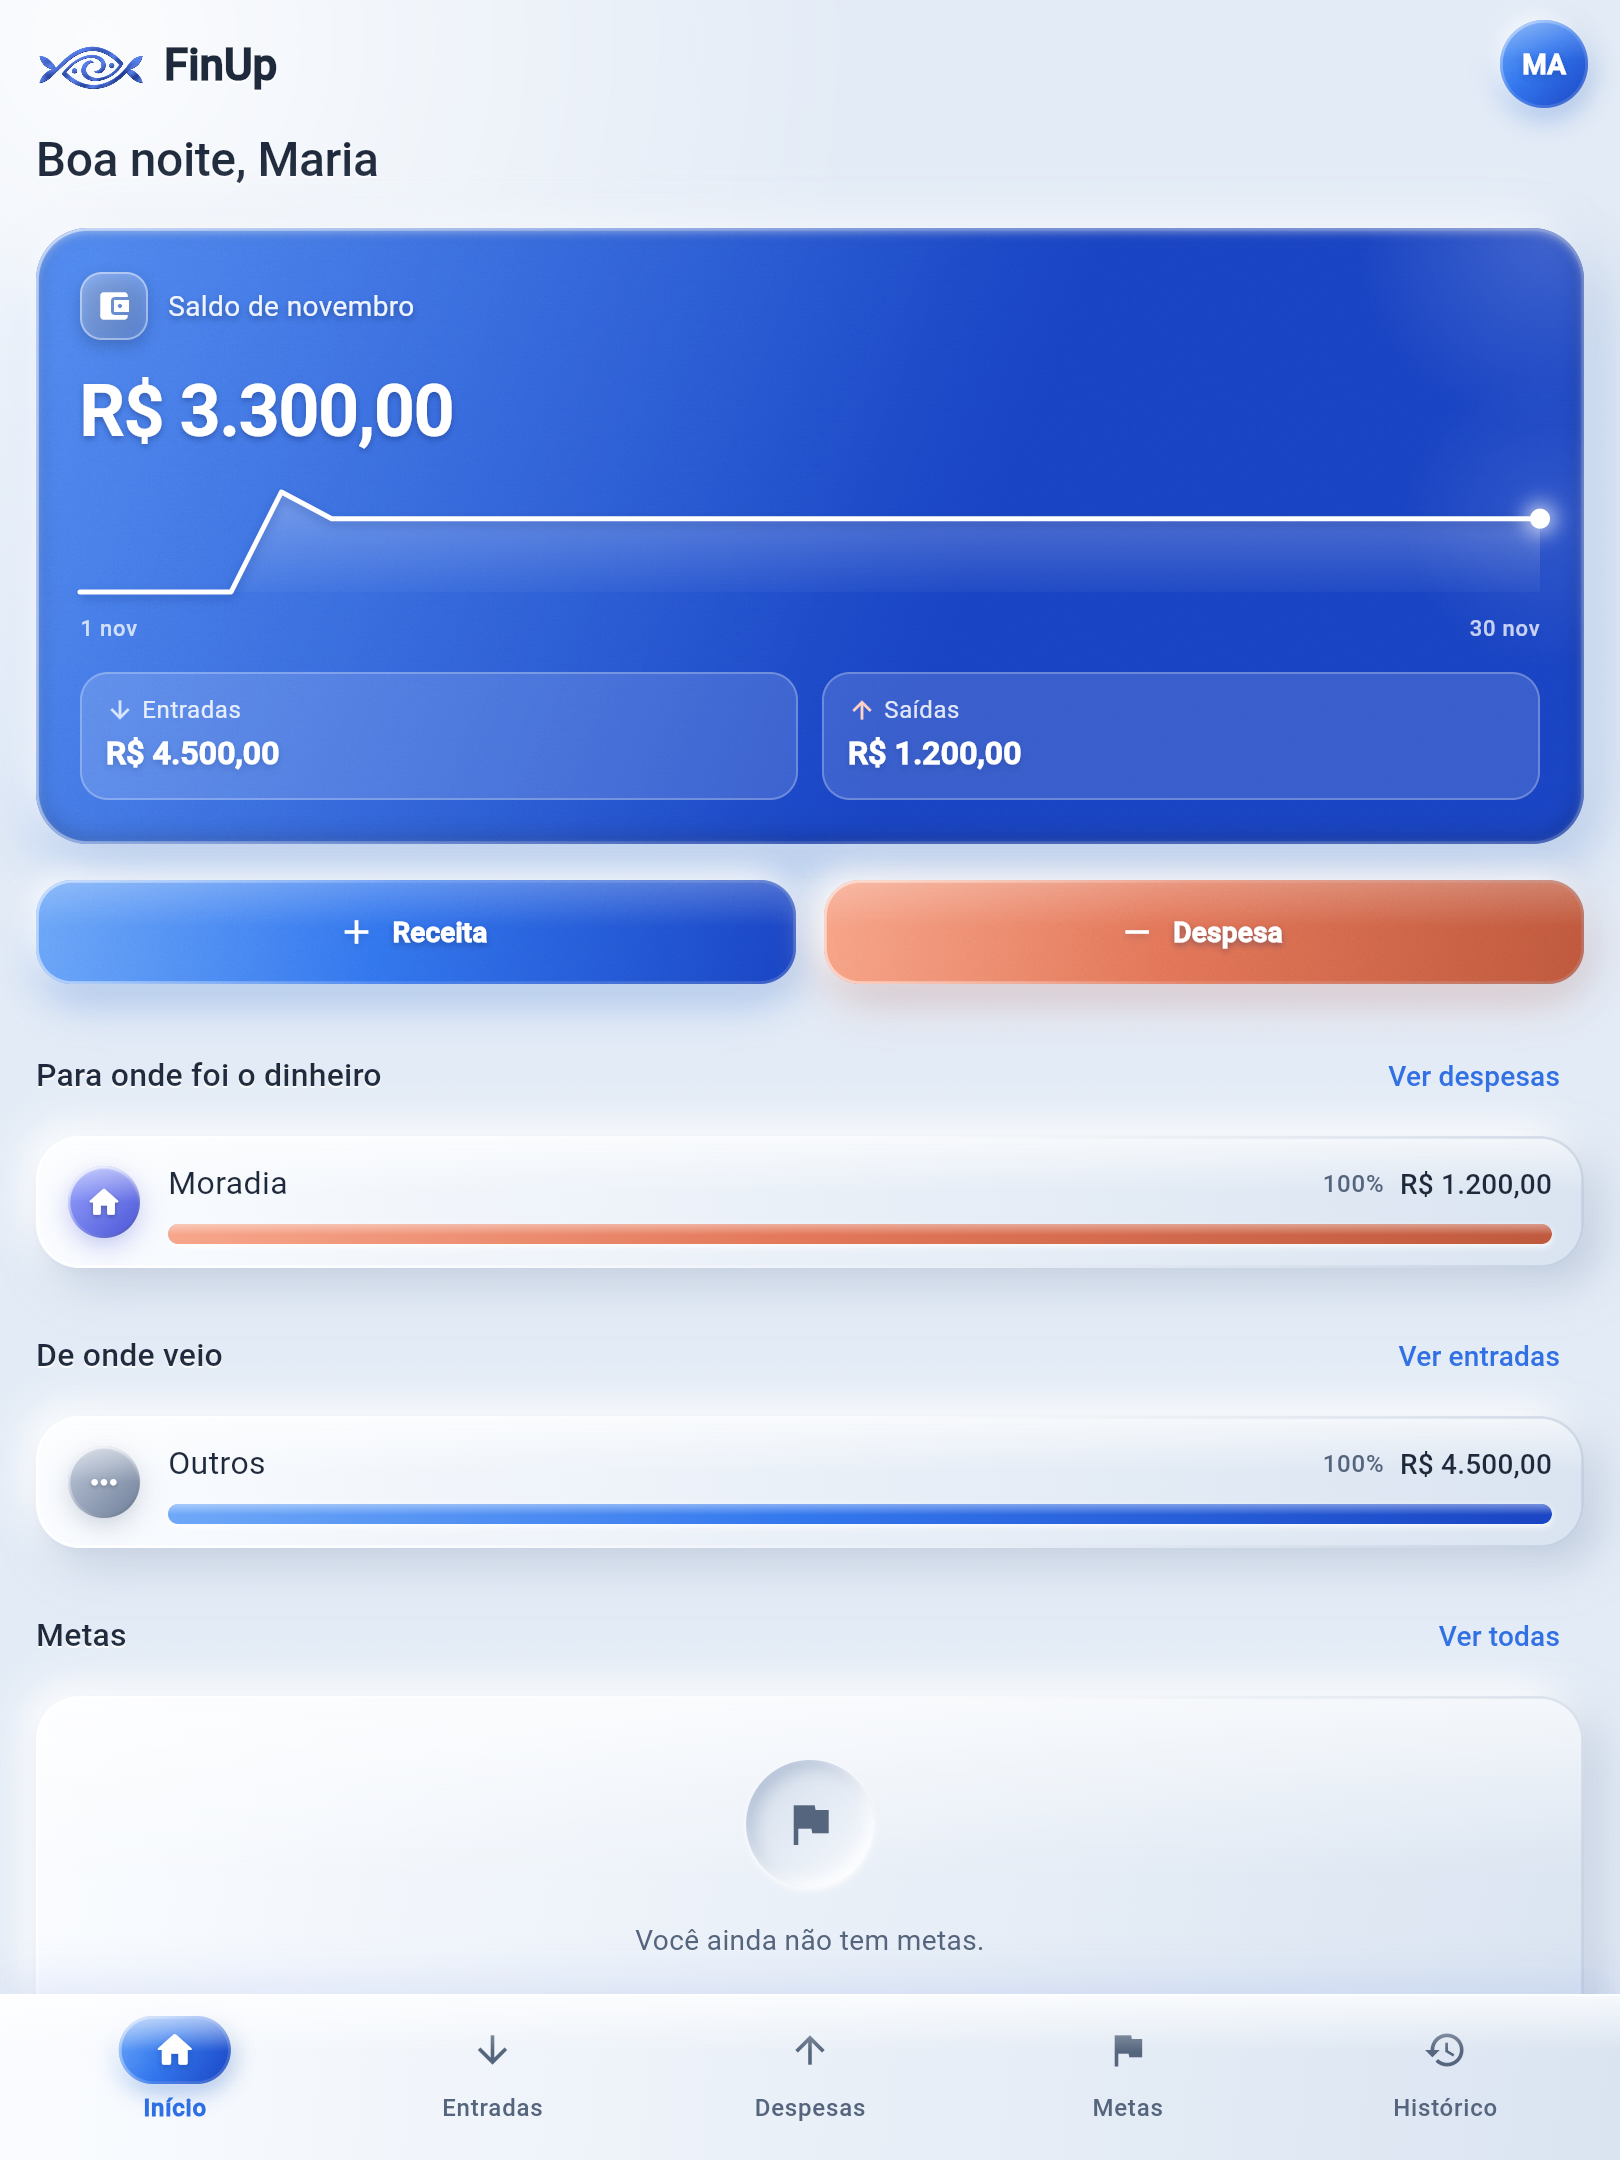 FinUp
MA
Boa noite, Maria
Saldo de novembro
R$ 3.300,00
1 nov
30 nov
Entradas
R$ 4.500,00
Saídas
R$ 1.200,00
Receita
Despesa
Para onde foi o dinheiro
Ver despesas
Moradia
100% R$ 1.200,00
De onde veio
Ver entradas
Outros
100% R$ 4.500,00
Metas
Ver todas
Você ainda não tem metas.
Início
Entradas
Despesas
Metas
Histórico